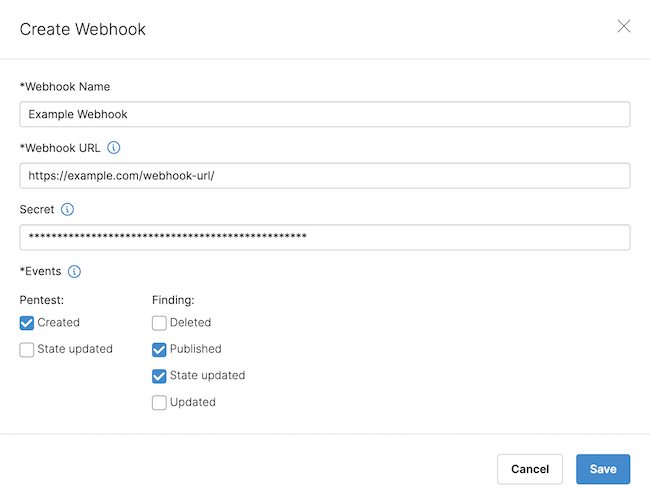 Create Webhook
*Webhook Name
Example Webhook
*Webhook URL
https://example.com/webhook-url/
Secret
*************************************************
*Events
Pentest: Finding:
Created Deleted
State updated Published
State updated
Updated
Cancel Save